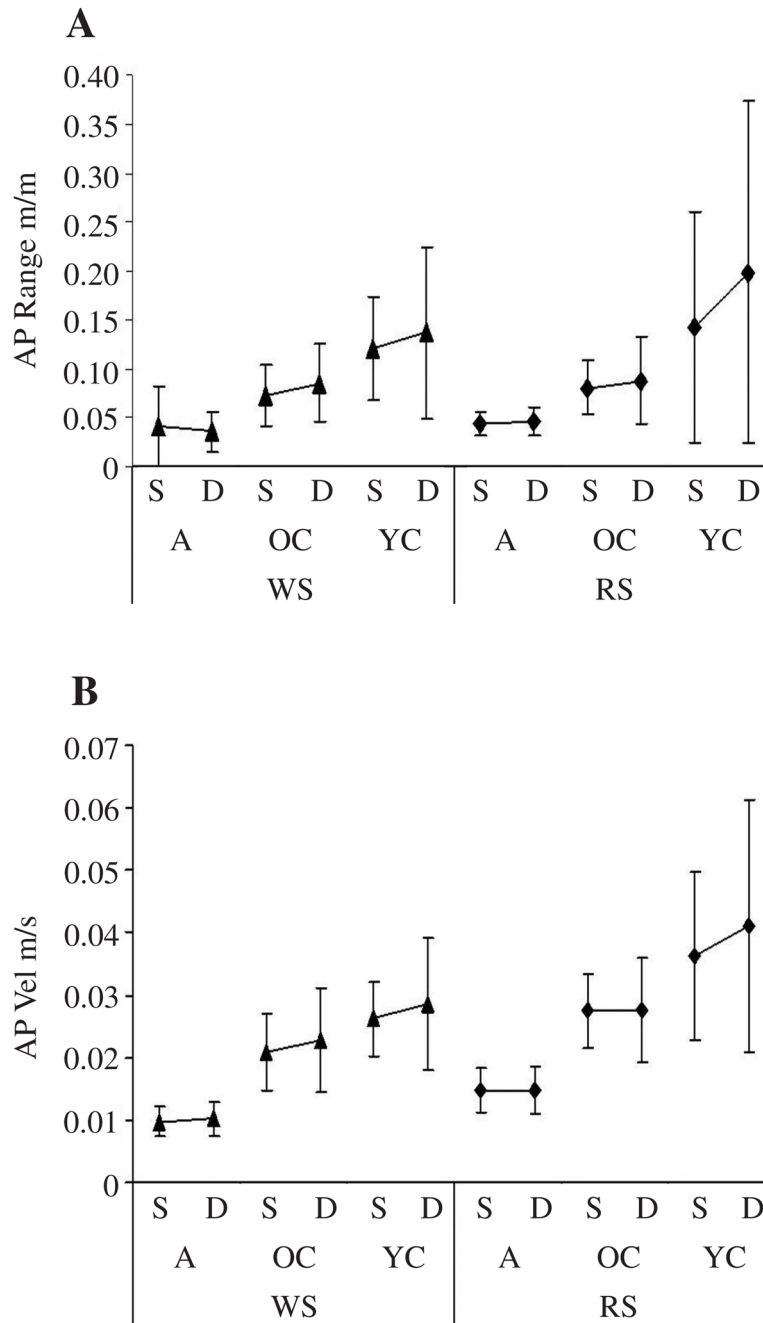 A
0.40
0.35
0.30
0.25
0.20
0.15
0.10
0.05
0
AP Range m/m
S D S D S D S D S D S D
A OC YC A OC YC
WS RS
B
0.07
0.06
0.05
0.04
0.03
0.02
0.01
0
AP Vel m/s
S D S D S D S D S D S D
A OC YC A OC YC
WS RS